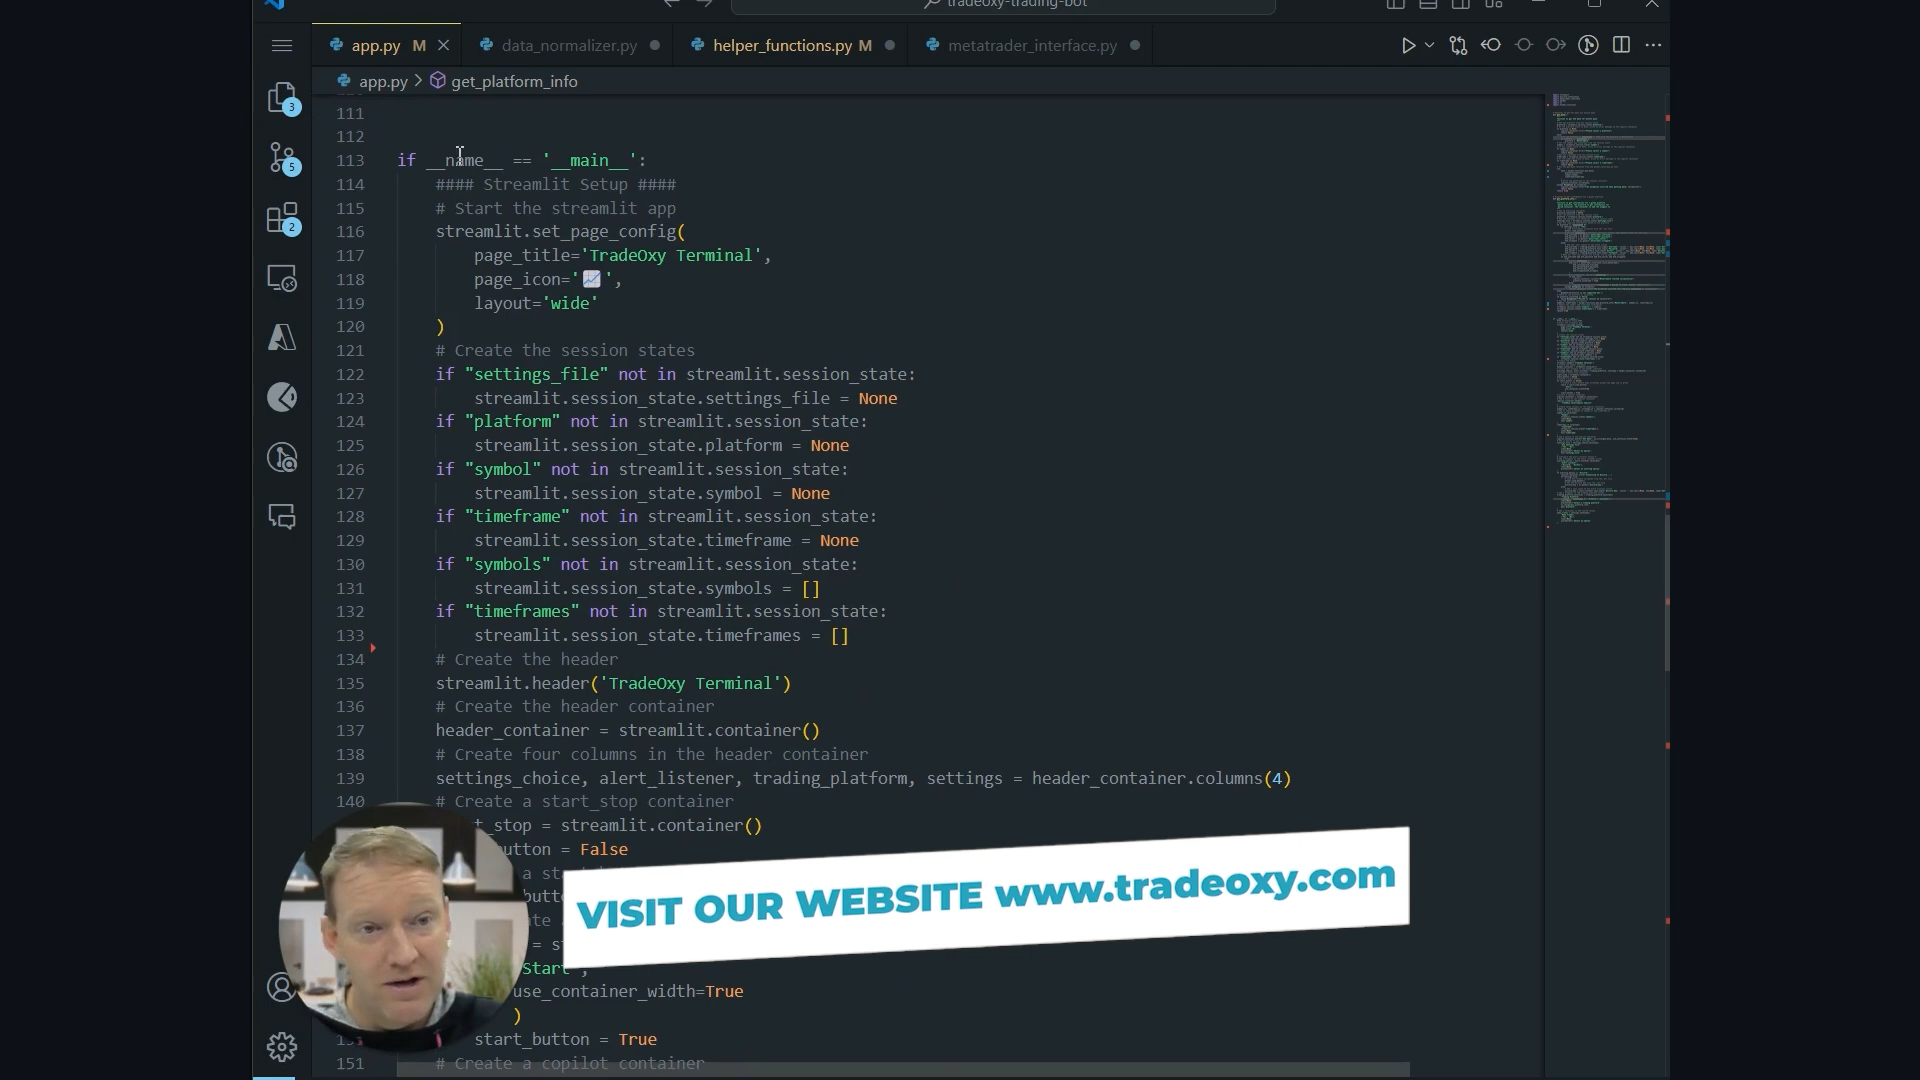 tradeoxy-trading-bot
app.py M
data_normalizer.py
helper_functions.py M
metatrader_interface.py
app.py > get_platform_info
111
112
113 if __name__ == '__main__':
114 #### Streamlit Setup ####
115 # Start the streamlit app
116 streamlit.set_page_config(
117 page_title='TradeOxy Terminal',
118 page_icon='📈',
119 layout='wide'
120 )
121 # Create the session states
122 if "settings_file" not in streamlit.session_state:
123 streamlit.session_state.settings_file = None
124 if "platform" not in streamlit.session_state:
125 streamlit.session_state.platform = None
126 if "symbol" not in streamlit.session_state:
127 streamlit.session_state.symbol = None
128 if "timeframe" not in streamlit.session_state:
129 streamlit.session_state.timeframe = None
130 if "symbols" not in streamlit.session_state:
131 streamlit.session_state.symbols = []
132 if "timeframes" not in streamlit.session_state:
133 streamlit.session_state.timeframes = []
134 # Create the header
135 streamlit.header('TradeOxy Terminal')
136 # Create the header container
137 header_container = streamlit.container()
138 # Create four columns in the header container
139 settings_choice, alert_listener, trading_platform, settings = header_container.columns(4)
140 # Create a start_stop container
t_stop = streamlit.container()
button = False
VISIT OUR WEBSITE www.tradeoxy.com
Start',
use_container_width=True
)
start_button = True
151 # Create a copilot container
3
5
2